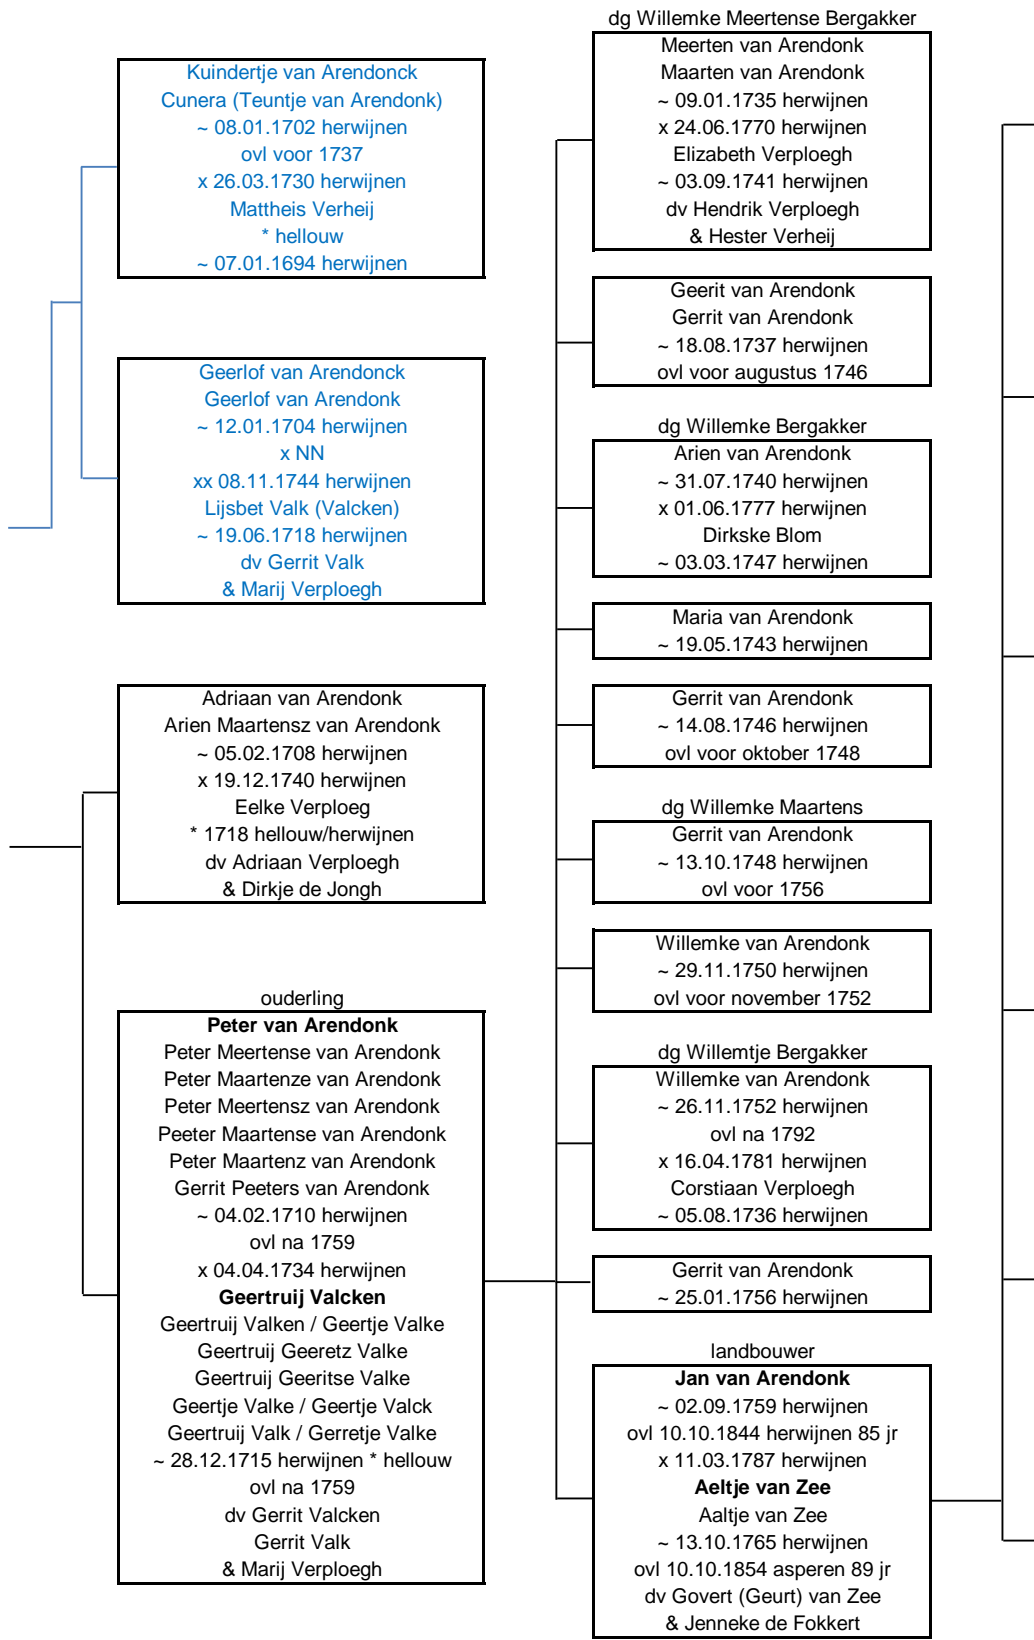 Kuindertje van Arendonck
Cunera (Teuntje van Arendonk)
~ 08.01.1702 herwijnen
ovl voor 1737
x 26.03.1730 herwijnen
Mattheis Verheij
* hellouw
~ 07.01.1694 herwijnen
Geerlof van Arendonck
Geerlof van Arendonk
~ 12.01.1704 herwijnen
x NN
xx 08.11.1744 herwijnen
Lijsbet Valk (Valcken)
~ 19.06.1718 herwijnen
dv Gerrit Valk
& Marij Verploegh
Adriaan van Arendonk
Arien Maartensz van Arendonk
~ 05.02.1708 herwijnen
x 19.12.1740 herwijnen
Eelke Verploeg
* 1718 hellouw/herwijnen
dv Adriaan Verploegh
& Dirkje de Jongh
ouderling
Peter van Arendonk
Peter Meertense van Arendonk
Peter Maartenze van Arendonk
Peter Meertensz van Arendonk
Peeter Maartense van Arendonk
Peter Maartenz van Arendonk
Gerrit Peeters van Arendonk
~ 04.02.1710 herwijnen
ovl na 1759
x 04.04.1734 herwijnen
Geertruij Valcken
Geertruij Valken / Geertje Valke
Geertruij Geeretz Valke
Geertruij Geeritse Valke
Geertje Valke / Geertje Valck
Geertruij Valk / Gerretje Valke
~ 28.12.1715 herwijnen * hellouw
ovl na 1759
dv Gerrit Valcken
Gerrit Valk
& Marij Verploegh
dg Willemke Meertense Bergakker
Meerten van Arendonk
Maarten van Arendonk
~ 09.01.1735 herwijnen
x 24.06.1770 herwijnen
Elizabeth Verploegh
~ 03.09.1741 herwijnen
dv Hendrik Verploegh
& Hester Verheij
Geerit van Arendonk
Gerrit van Arendonk
~ 18.08.1737 herwijnen
ovl voor augustus 1746
dg Willemke Bergakker
Arien van Arendonk
~ 31.07.1740 herwijnen
x 01.06.1777 herwijnen
Dirkske Blom
~ 03.03.1747 herwijnen
Maria van Arendonk
~ 19.05.1743 herwijnen
Gerrit van Arendonk
~ 14.08.1746 herwijnen
ovl voor oktober 1748
dg Willemke Maartens
Gerrit van Arendonk
~ 13.10.1748 herwijnen
ovl voor 1756
Willemke van Arendonk
~ 29.11.1750 herwijnen
ovl voor november 1752
dg Willemtje Bergakker
Willemke van Arendonk
~ 26.11.1752 herwijnen
ovl na 1792
x 16.04.1781 herwijnen
Corstiaan Verploegh
~ 05.08.1736 herwijnen
Gerrit van Arendonk
~ 25.01.1756 herwijnen
landbouwer
Jan van Arendonk
~ 02.09.1759 herwijnen
ovl 10.10.1844 herwijnen 85 jr
x 11.03.1787 herwijnen
Aeltje van Zee
Aaltje van Zee
~ 13.10.1765 herwijnen
ovl 10.10.1854 asperen 89 jr
dv Govert (Geurt) van Zee
& Jenneke de Fokkert